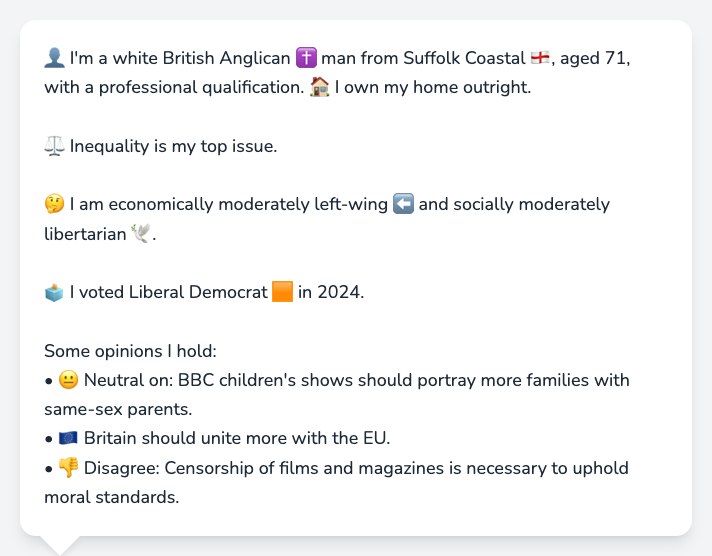 👤 I'm a white British Anglican ✝️ man from Suffolk Coastal 🏴󠁧󠁢󠁥󠁮󠁧󠁿, aged 71,
with a professional qualification. 🏠 I own my home outright.
⚖️ Inequality is my top issue.
🤔 I am economically moderately left-wing ⬅️ and socially moderately
libertarian 🕊️.
🗳️ I voted Liberal Democrat 🟧 in 2024.
Some opinions I hold:
• 😐 Neutral on: BBC children's shows should portray more families with
same-sex parents.
• 🇪🇺 Britain should unite more with the EU.
• 👎 Disagree: Censorship of films and magazines is necessary to uphold
moral standards.